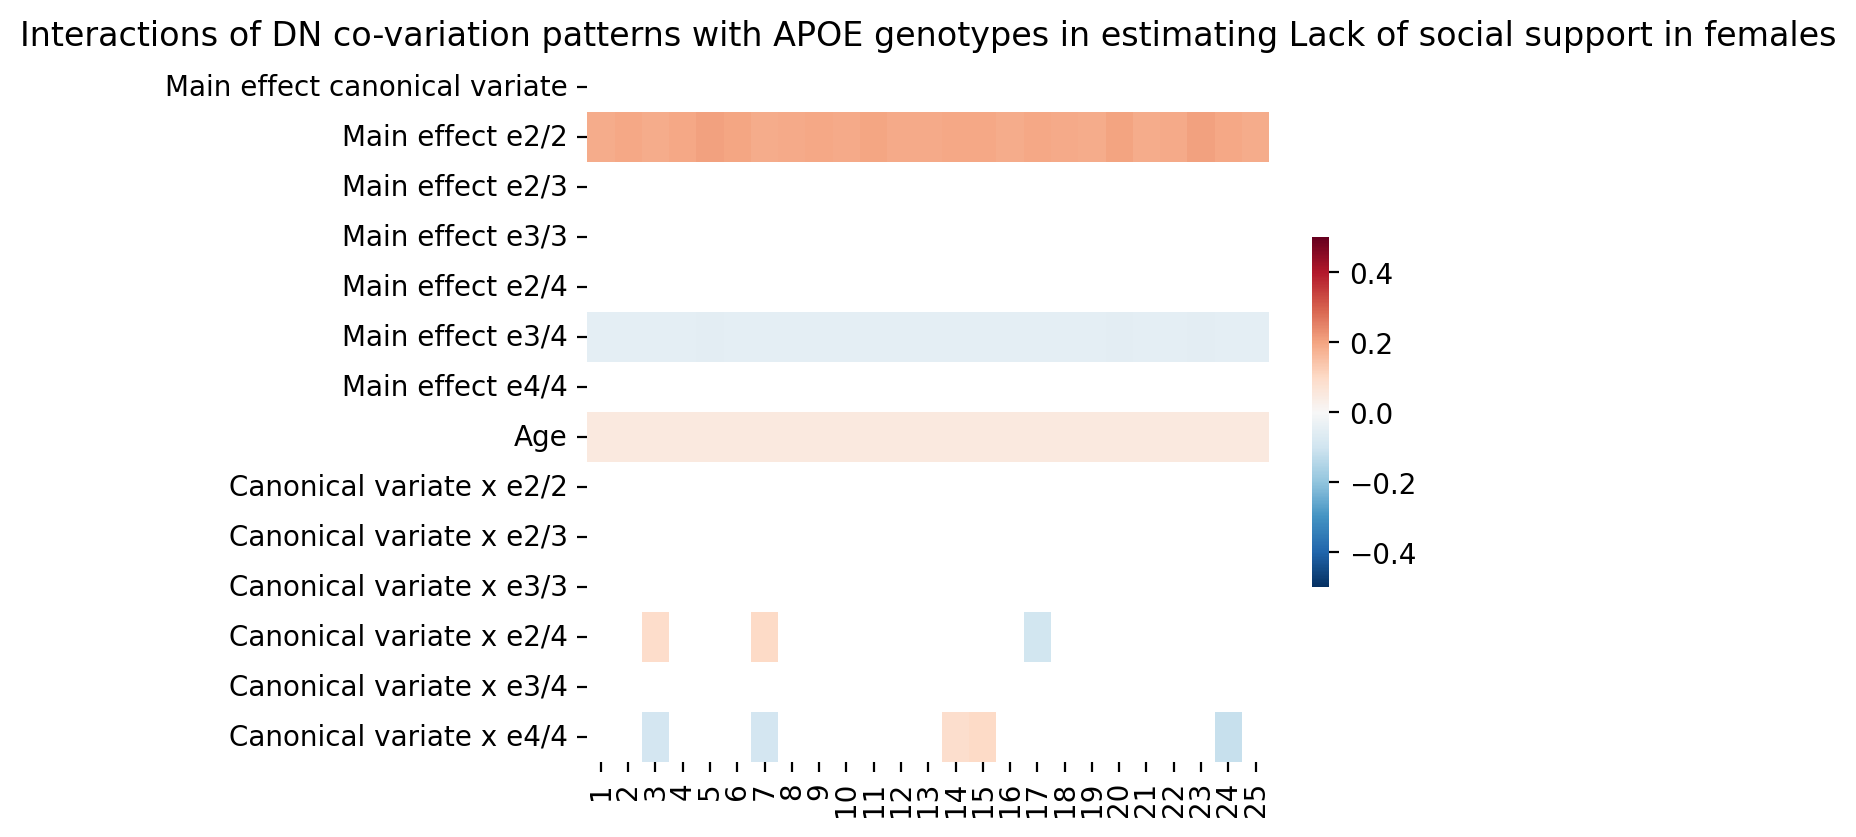 Interactions of DN co-variation patterns with APOE genotypes in estimating Lack of social support in females
Main effect canonical variate
Main effect e2/2
Main effect e2/3
Main effect e3/3
Main effect e2/4
Main effect e3/4
Main effect e4/4
Age
Canonical variate x e2/2
Canonical variate x e2/3
Canonical variate x e3/3
Canonical variate x e2/4
Canonical variate x e3/4
Canonical variate x e4/4
1 2 3 4 5 6 7 8 9 10 11 12 13 14 15 16 17 18 19 20 21 22 23 24 25
0.4
0.2
0.0
−0.2
−0.4